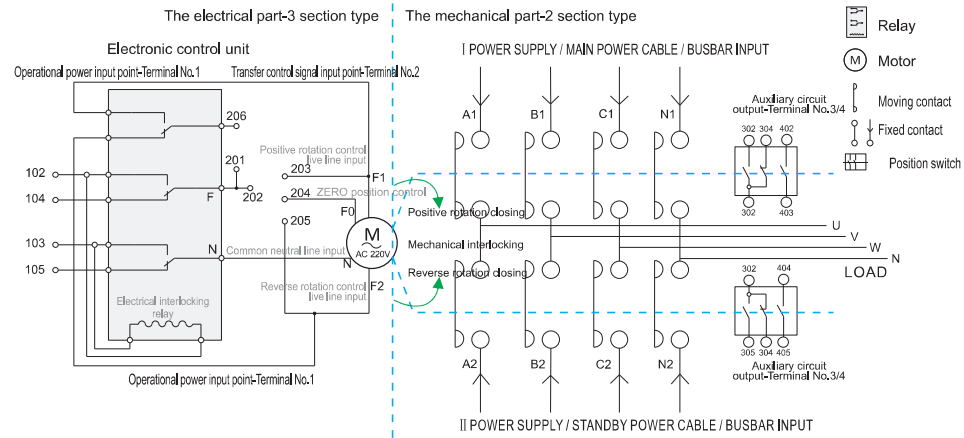 The electrical part-3 section type
The mechanical part-2 section type
Relay
Electronic control unit
I POWER SUPPLY / MAIN POWER CABLE / BUSBAR INPUT
Motor
Operational power input point-Terminal No.1
Transfer control signal input point-Terminal No.2
M
Moving contact
Fixed contact
Position switch
A1
B1
C1
N1
Auxiliary circuit
output-Terminal No.3/4
302 304 402
302 403
206
Positive rotation control
live line input
201
203
102
F1
204
ZERO position control
104
F
202
F0
205
Positive rotation closing
U
V
W
N
LOAD
M
AC 220V
Mechanical interlocking
103
N
Common neutral line input
N
105
Reverse rotation closing
Reverse rotation control
live line input
F2
302 404
Electrical interlocking
relay
305 304 405
A2
B2
C2
N2
Auxiliary circuit
output-Terminal No.3/4
Operational power input point-Terminal No.1
II POWER SUPPLY / STANDBY POWER CABLE / BUSBAR INPUT